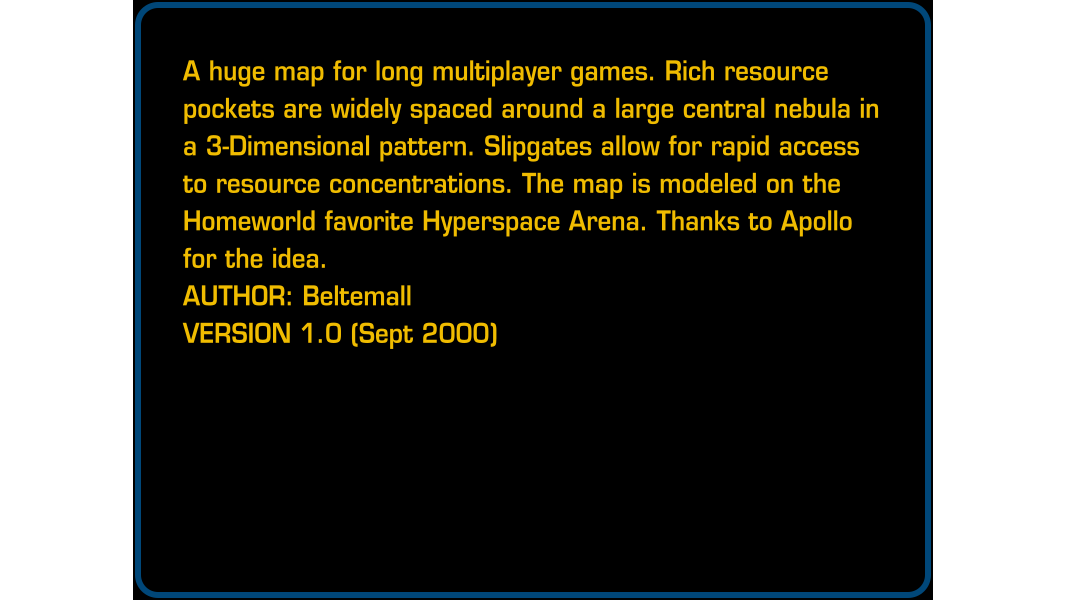 A huge map for long multiplayer games. Rich resource
pockets are widely spaced around a large central nebula in
a 3-Dimensional pattern. Slipgates allow for rapid access
to resource concentrations. The map is modeled on the
Homeworld favorite Hyperspace Arena. Thanks to Apollo
for the idea.
AUTHOR: Beltemall
VERSION 1.0 (Sept 2000)